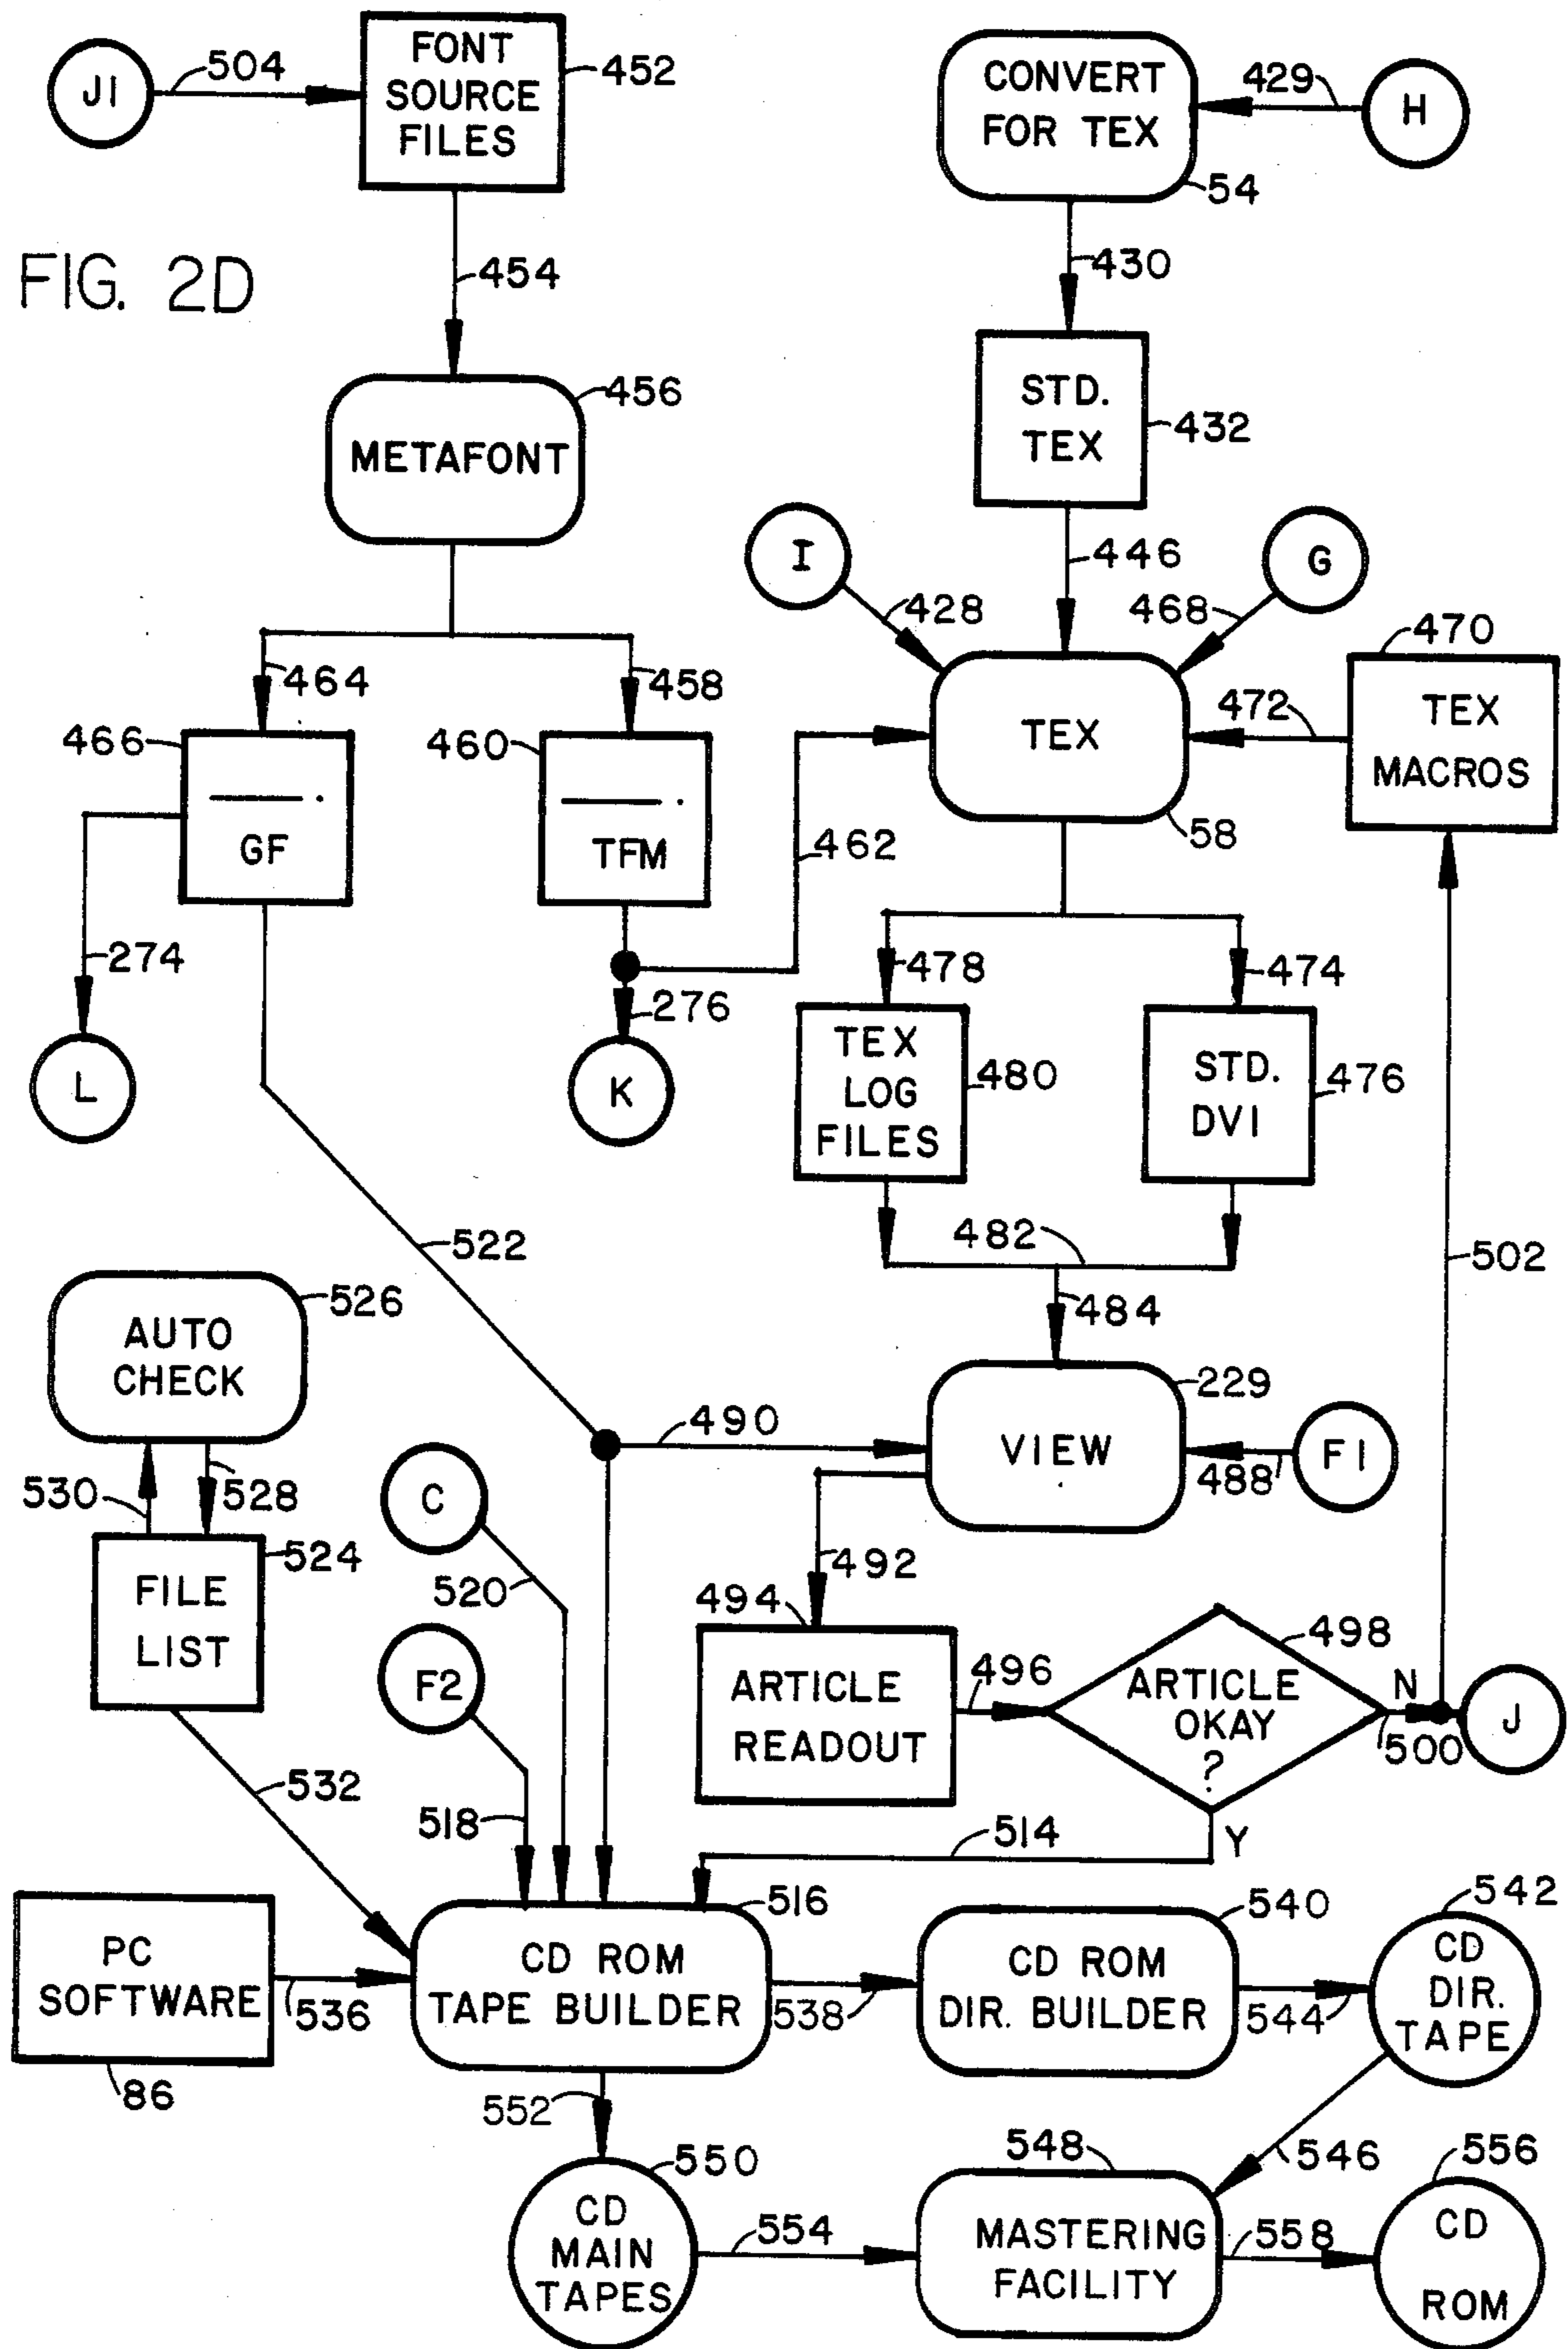 J1
504
FONT
SOURCE
FILES
452
CONVERT
FOR TEX
54
429
H
FIG. 2D
454
430
METAFONT
456
STD.
TEX
432
I
428
446
468
G
464
458
466
GF
460
TFM
462
TEX
58
472
470
TEX
MACROS
274
L
276
K
478
474
TEX
LOG
FILES
480
STD.
DVI
476
482
484
502
522
AUTO
CHECK
526
530
528
FILE
LIST
524
490
VIEW
229
488
F1
C
520
F2
518
492
494
ARTICLE
READOUT
496
ARTICLE
OKAY
?
498
N
500
J
Y
514
532
PC
SOFTWARE
86
536
CD ROM
TAPE BUILDER
516
538
CD ROM
DIR. BUILDER
540
544
542
CD
DIR.
TAPE
552
550
CD
MAIN
TAPES
554
548
MASTERING
FACILITY
546
558
556
CD
ROM